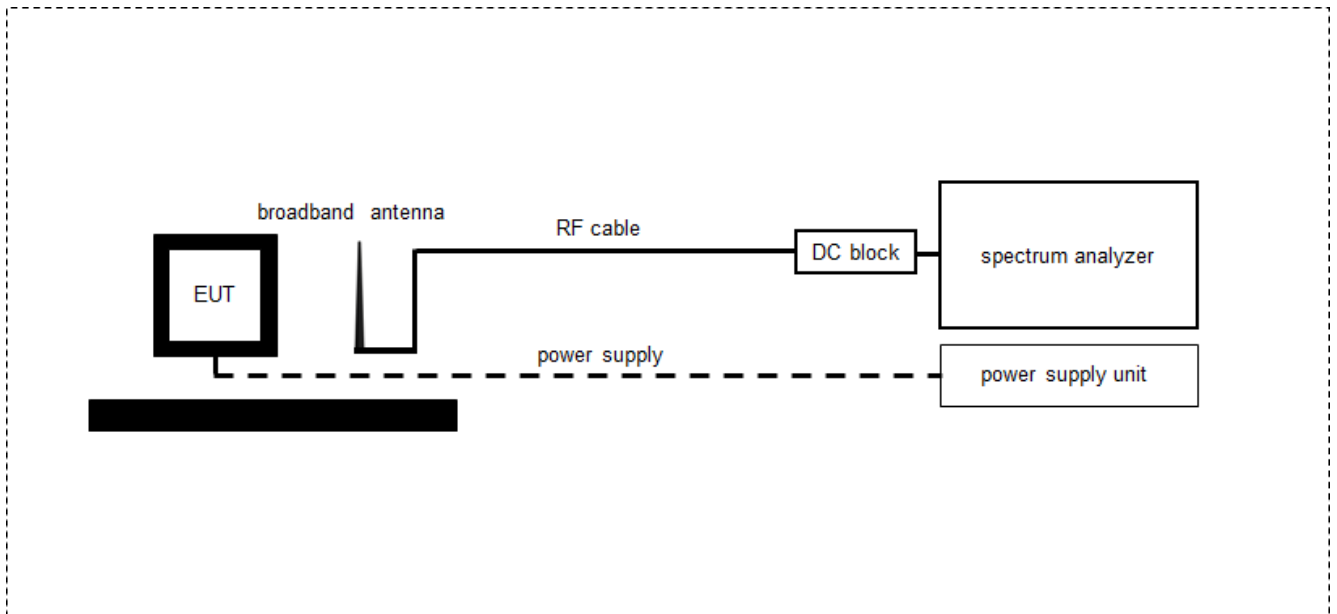 broadband antenna
RF cable
DC block
spectrum analyzer
EUT
power supply
power supply unit